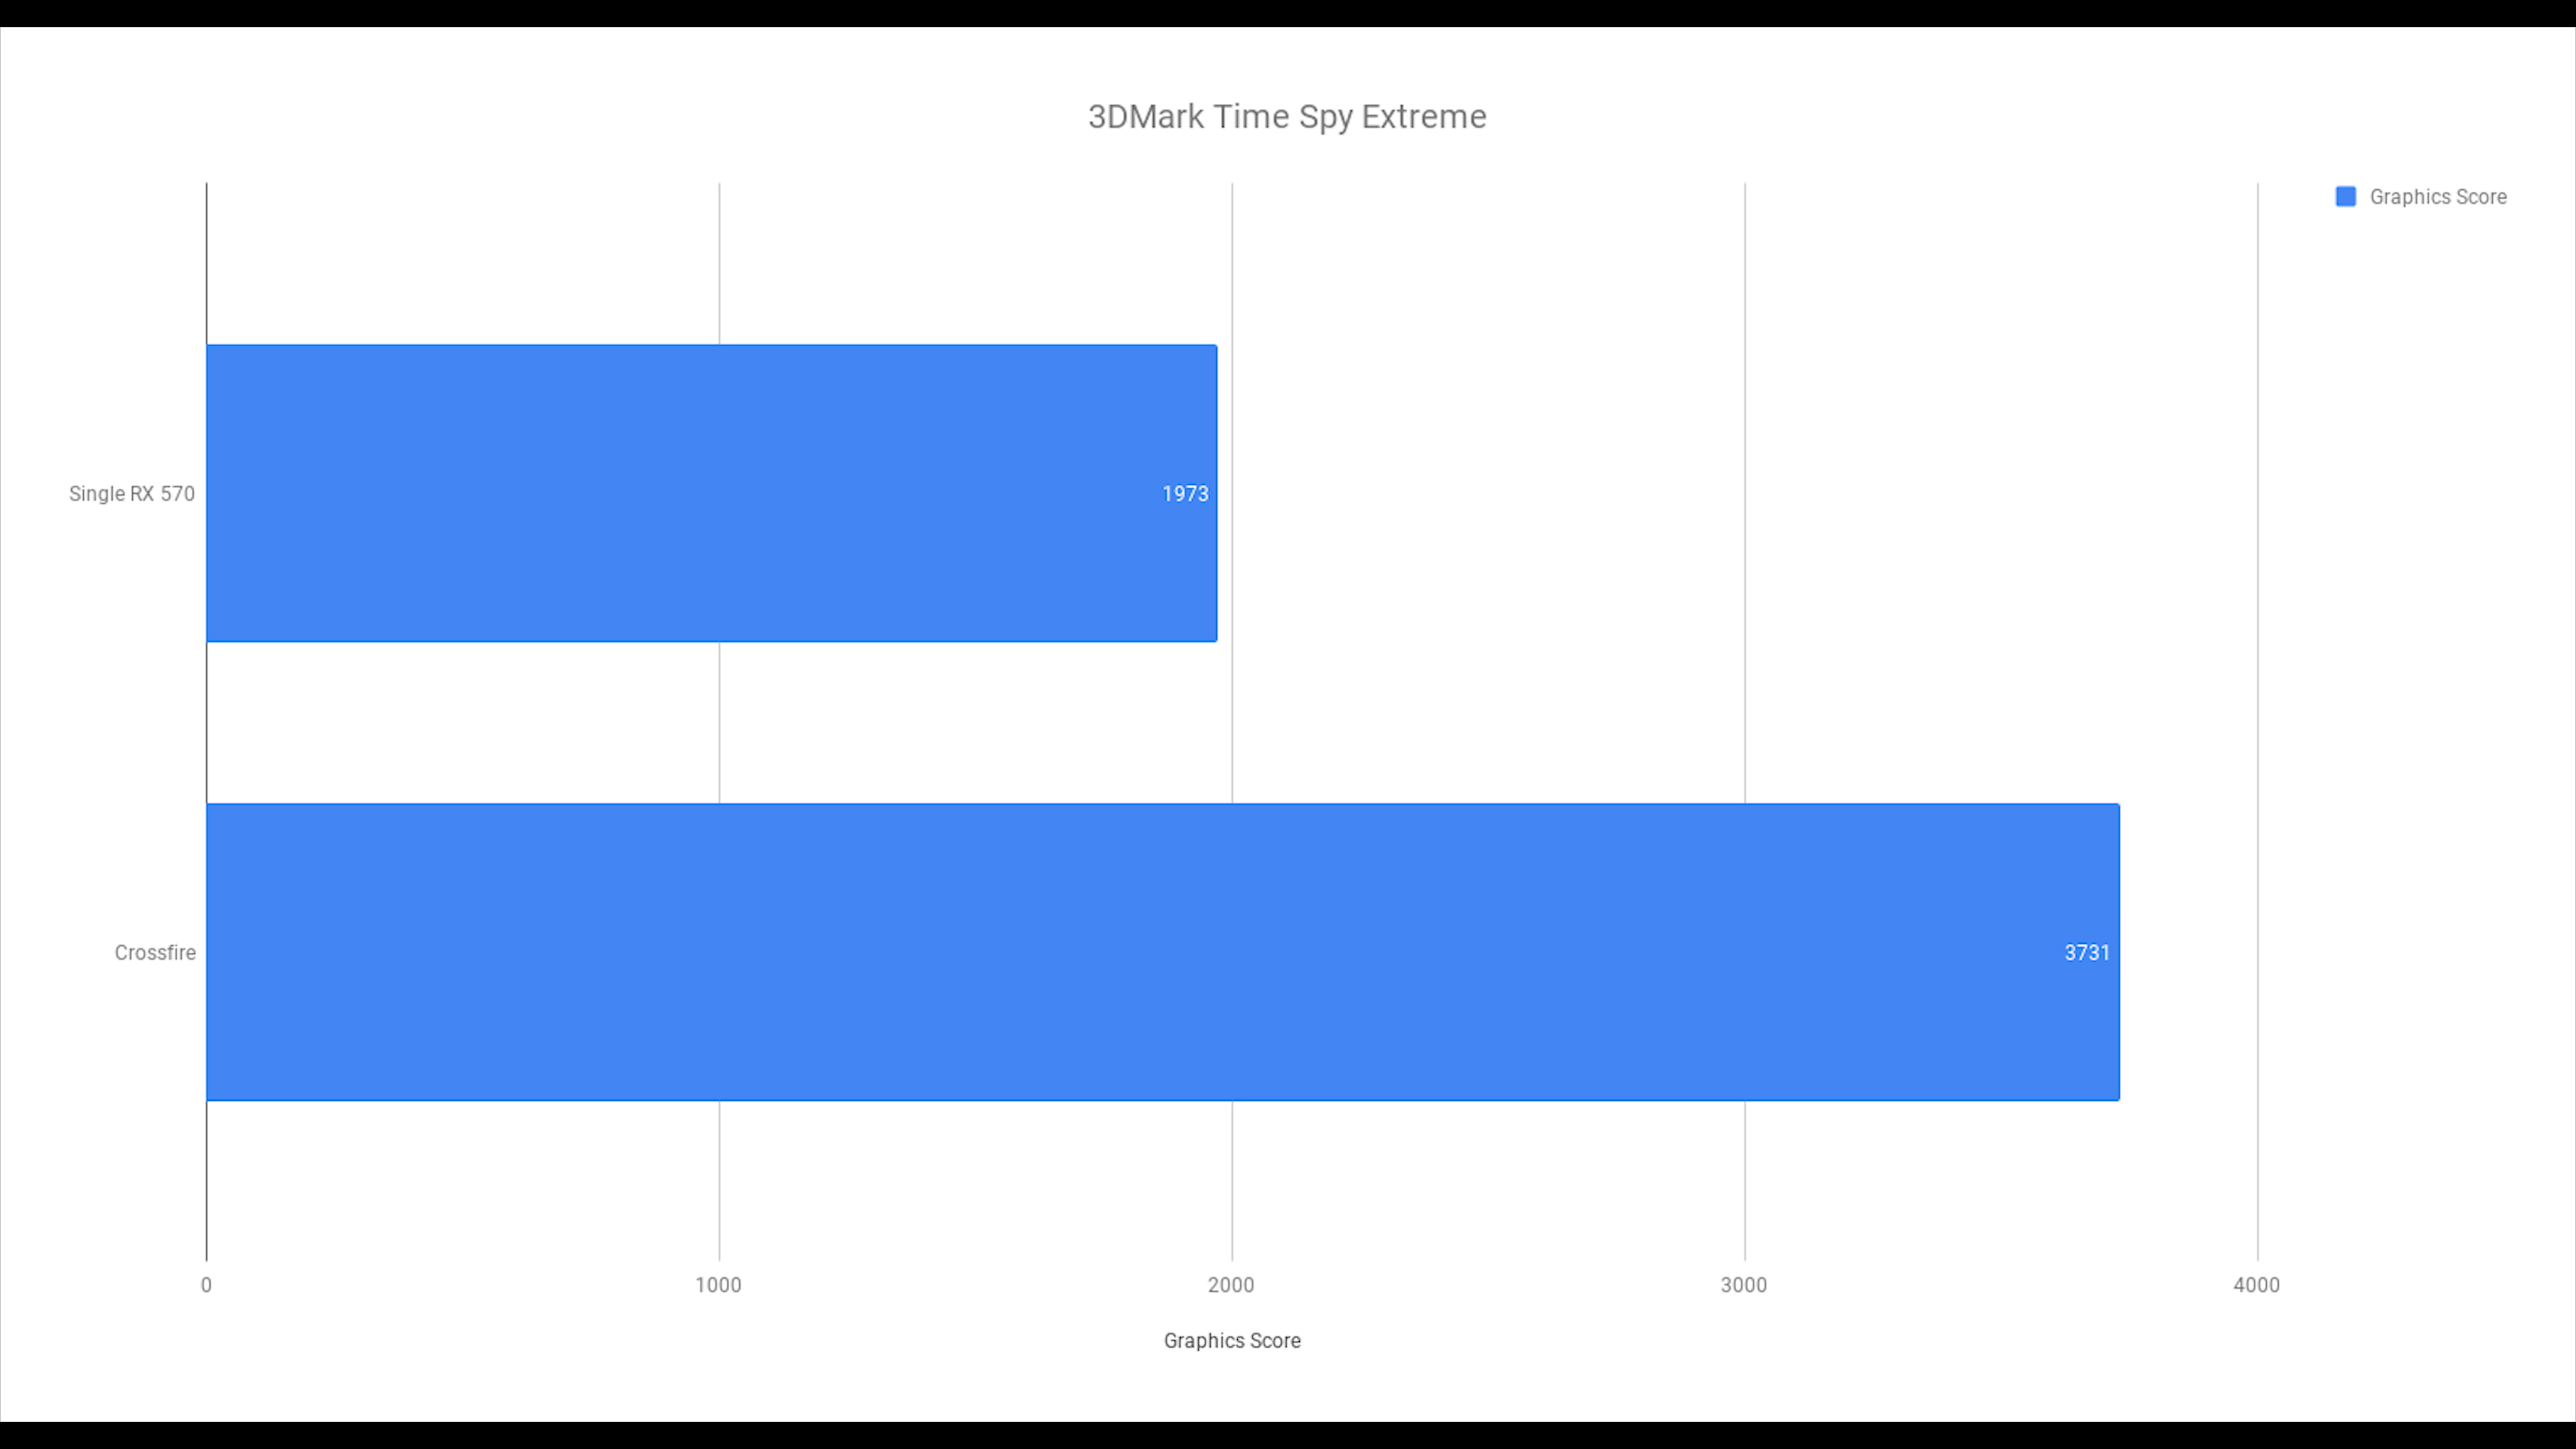 3DMark Time Spy Extreme
Graphics Score
Single RX 570
1973
Crossfire
3731
0 1000 2000 3000 4000
Graphics Score